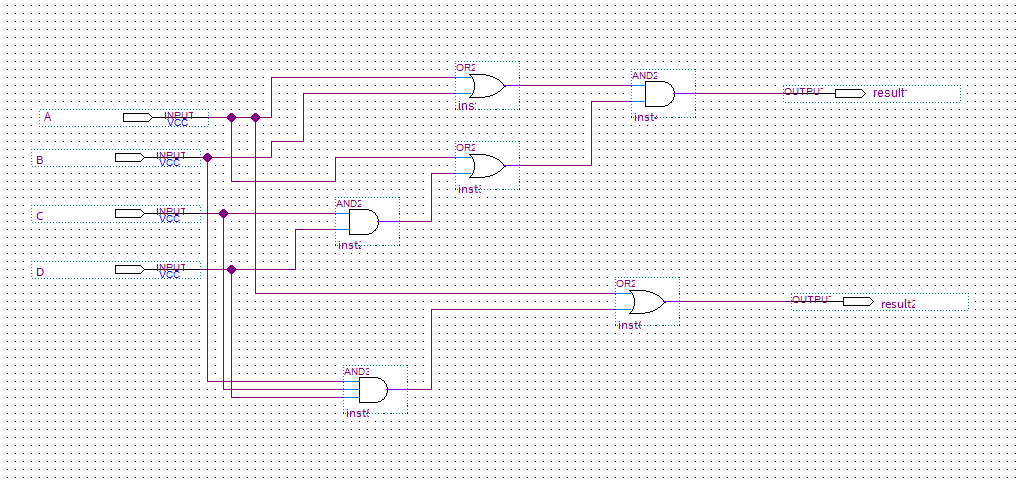 OR2
AND2
A
INPUT
VCC
OUTPUT
result
inst
B
INPUT
VCC
OR2
inst
C
INPUT
VCC
AND2
inst
D
INPUT
VCC
OR2
OUTPUT
result2
inst
AND3
inst